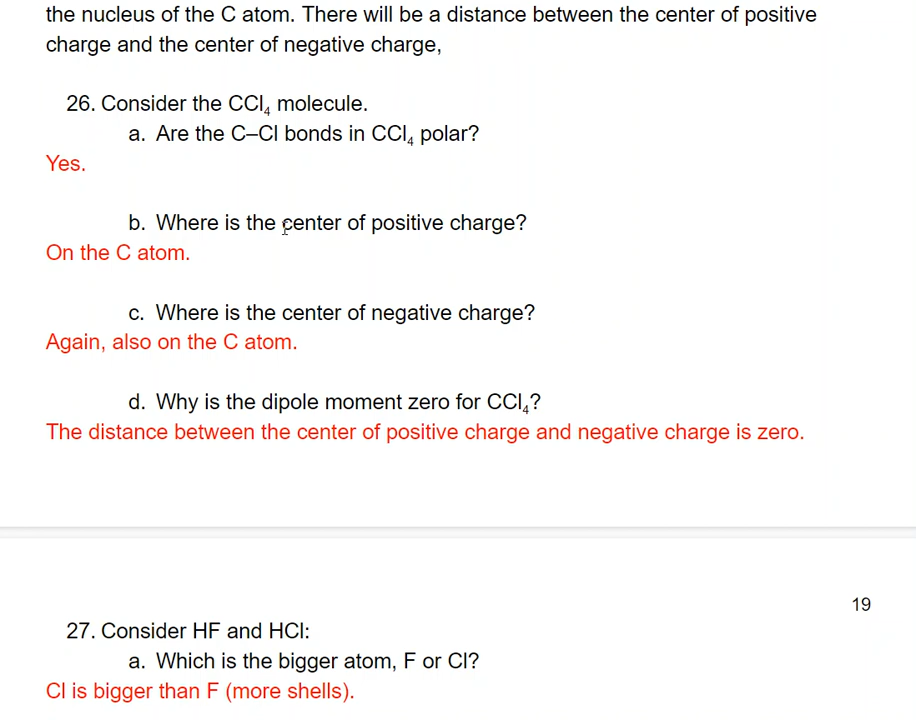 the nucleus of the C atom. There will be a distance between the center of positive
charge and the center of negative charge,
26. Consider the CCl₄ molecule.
a. Are the C–Cl bonds in CCl₄ polar?
Yes.
b. Where is the center of positive charge?
On the C atom.
c. Where is the center of negative charge?
Again, also on the C atom.
d. Why is the dipole moment zero for CCl₄?
The distance between the center of positive charge and negative charge is zero.
19
27. Consider HF and HCl:
a. Which is the bigger atom, F or Cl?
Cl is bigger than F (more shells).